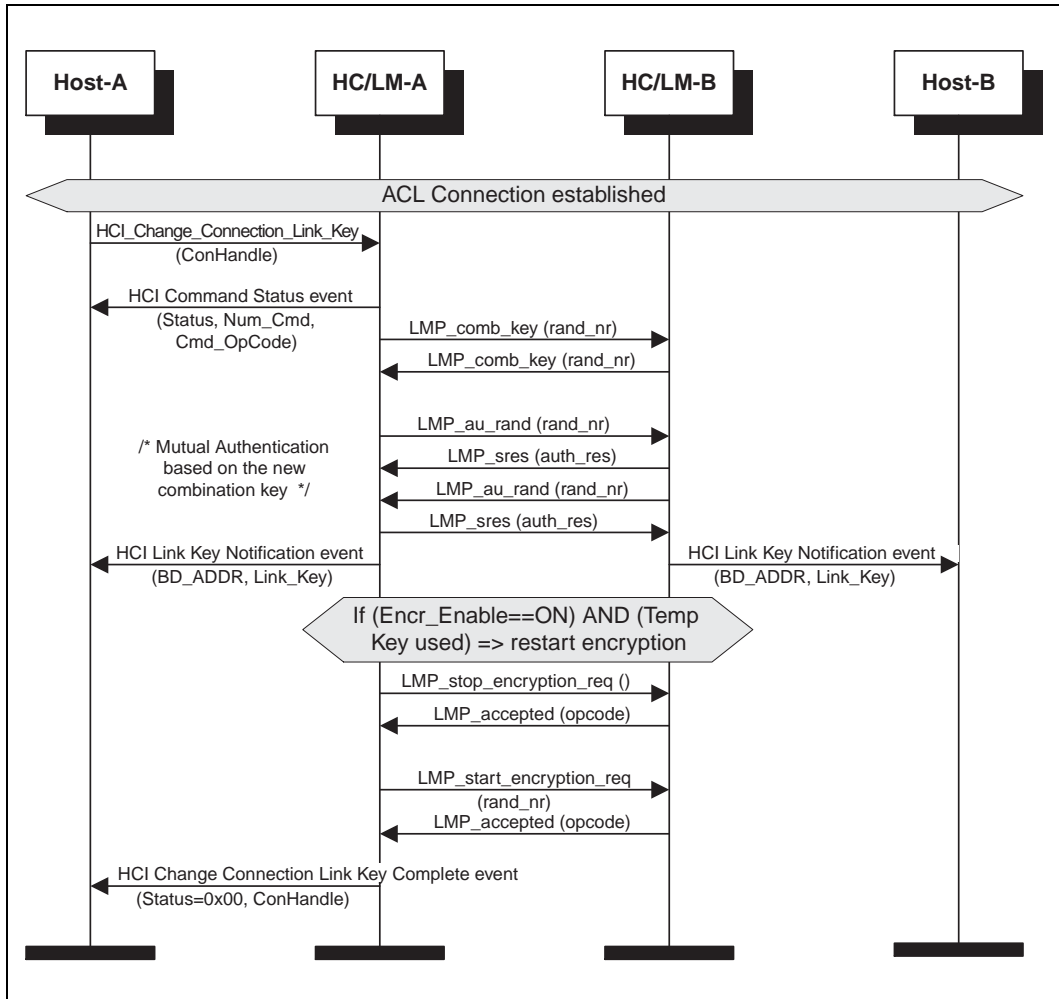 Host-A
HC/LM-A
HC/LM-B
Host-B
ACL Connection established
HCI_Change_Connection_Link_Key
(ConHandle)
HCI Command Status event
(Status, Num_Cmd,
Cmd_OpCode)
LMP_comb_key (rand_nr)
LMP_comb_key (rand_nr)
LMP_au_rand (rand_nr)
/* Mutual Authentication
based on the new
combination key */
LMP_sres (auth_res)
LMP_au_rand (rand_nr)
LMP_sres (auth_res)
HCI Link Key Notification event
(BD_ADDR, Link_Key)
HCI Link Key Notification event
(BD_ADDR, Link_Key)
If (Encr_Enable==ON) AND (Temp
Key used) => restart encryption
LMP_stop_encryption_req ()
LMP_accepted (opcode)
LMP_start_encryption_req
(rand_nr)
LMP_accepted (opcode)
HCI Change Connection Link Key Complete event
(Status=0x00, ConHandle)